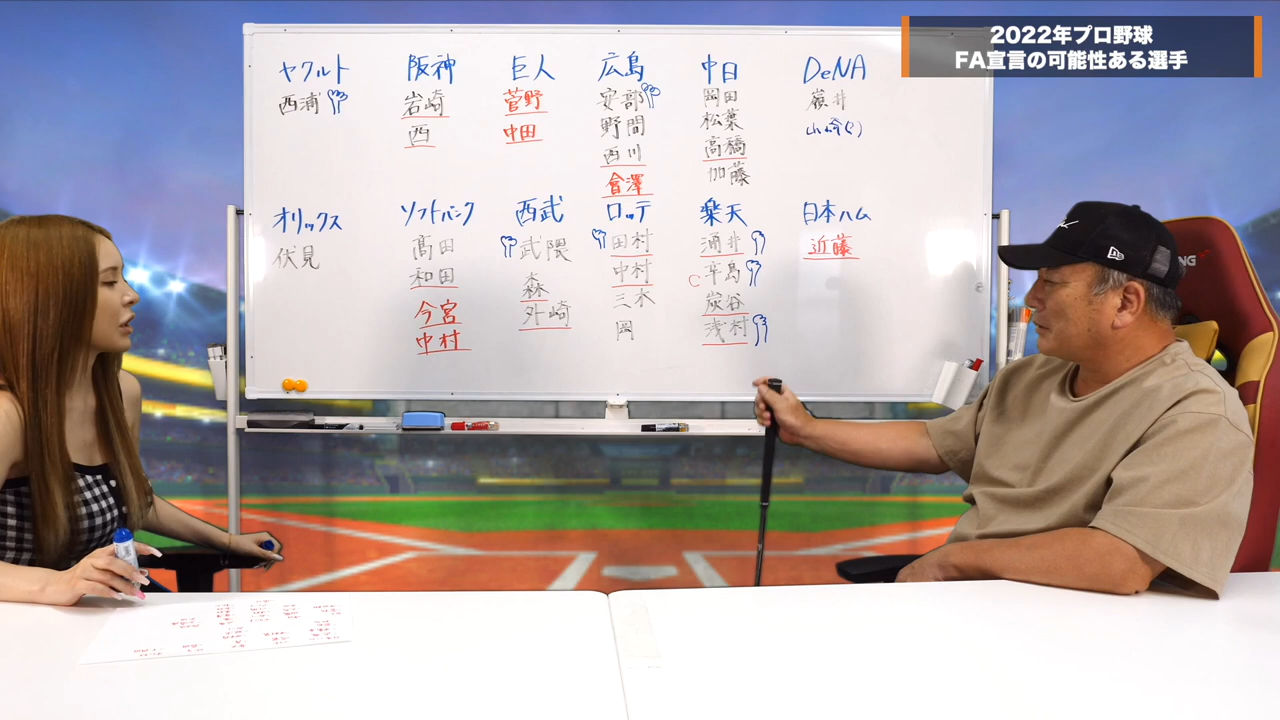 2022年プロ野球
FA宣言の可能性ある選手
ヤクルト
西浦
阪神
岩崎
西
巨人
菅野
中田
広島
安部
野間
西川
會澤
中日
岡田
松葉
高橋
加藤
DeNA
嶺井
山﨑(く)
オリックス
伏見
ソフトバンク
髙田
和田
今宮
中村
西武
武隈
森
外崎
ロッテ
田村
中村
三木
岡
楽天
涌井
C 辛島
炭谷
浅村
日本ハム
近藤